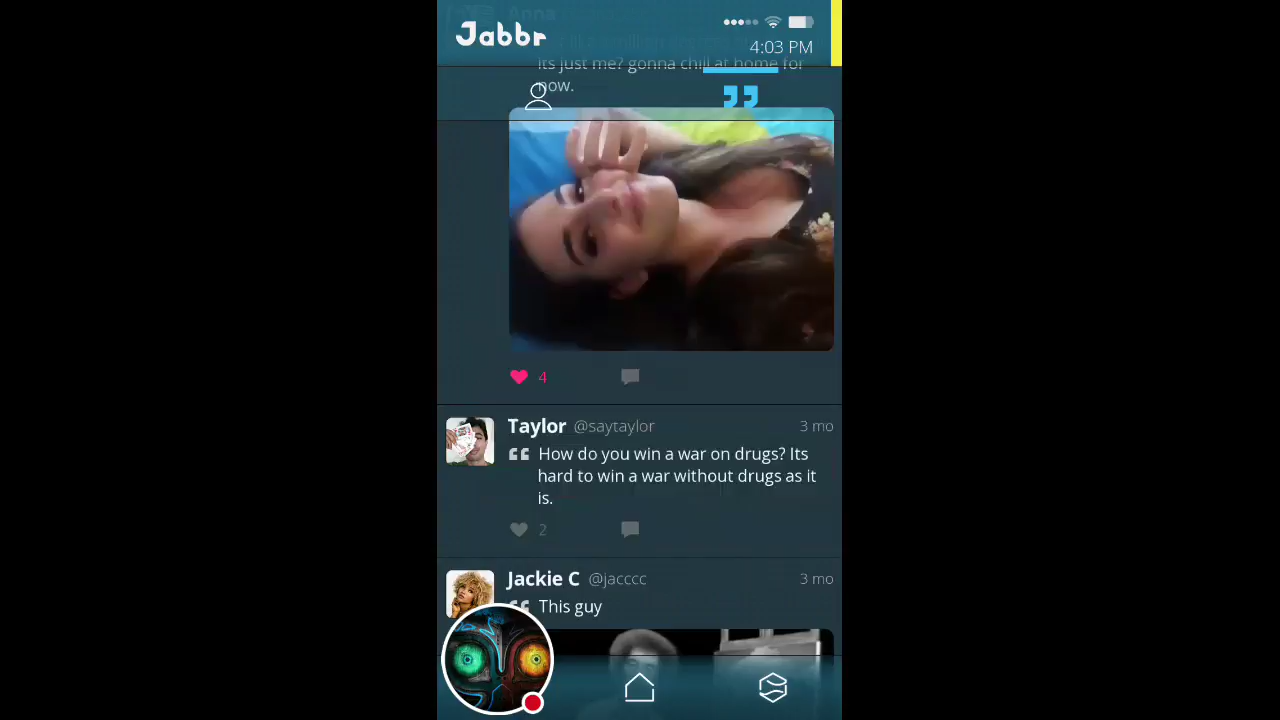 Jabbr
Anna
4:03 PM
its just me? gonna chill at home for
now.
4
Taylor @saytaylor 3 mo
How do you win a war on drugs? Its
hard to win a war without drugs as it
is.
2
Jackie C @jacccc 3 mo
This guy